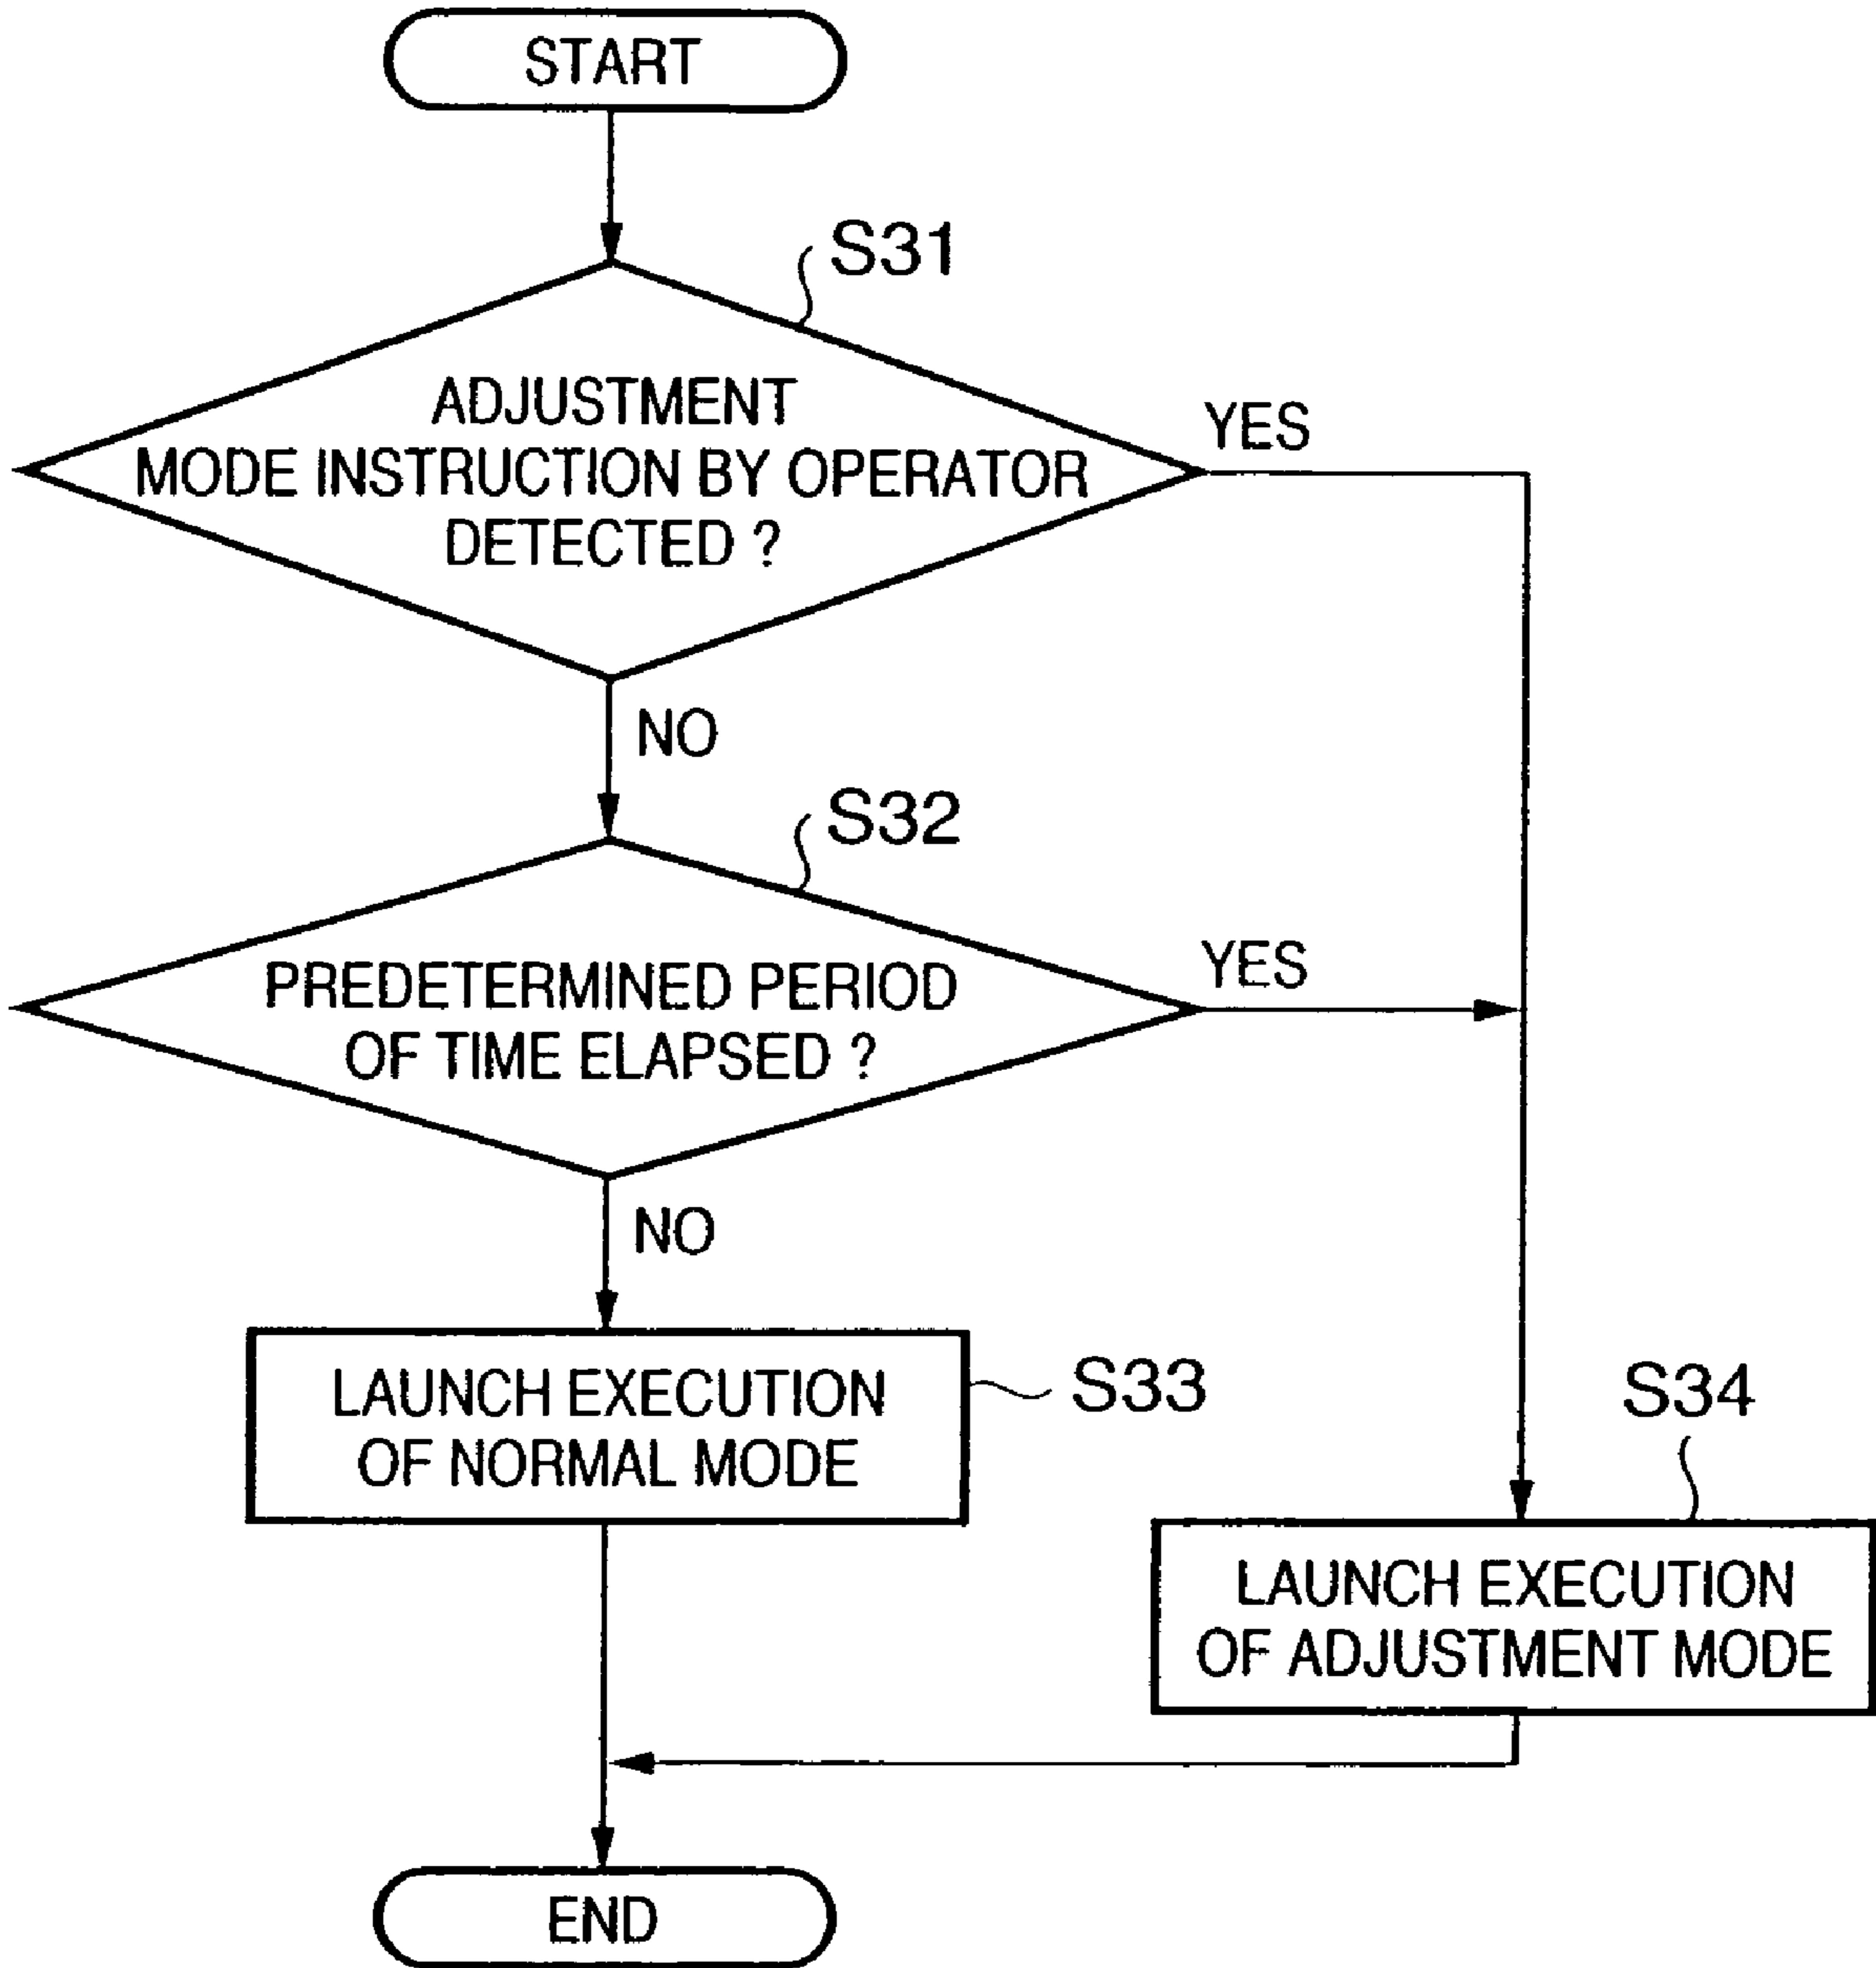 START
S31
ADJUSTMENT
MODE INSTRUCTION BY OPERATOR
DETECTED ?
YES
NO
S32
PREDETERMINED PERIOD
OF TIME ELAPSED ?
YES
NO
LAUNCH EXECUTION
OF NORMAL MODE
S33
S34
LAUNCH EXECUTION
OF ADJUSTMENT MODE
END